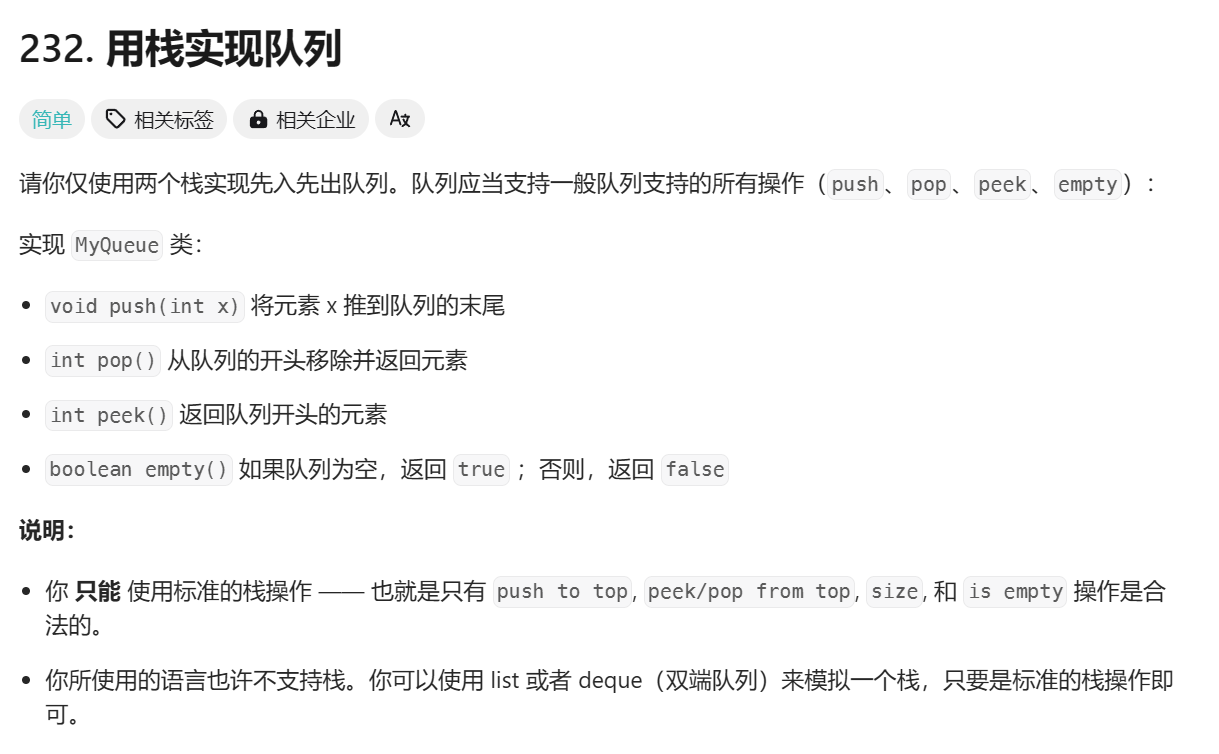 232. 用栈实现队列
简单 相关标签 相关企业 A文
请你仅使用两个栈实现先入先出队列。队列应当支持一般队列支持的所有操作（push、pop、peek、empty）：
实现 MyQueue 类：
• void push(int x) 将元素 x 推到队列的末尾
• int pop() 从队列的开头移除并返回元素
• int peek() 返回队列开头的元素
• boolean empty() 如果队列为空，返回 true ；否则，返回 false
说明：
• 你 只能 使用标准的栈操作 —— 也就是只有 push to top, peek/pop from top, size, 和 is empty 操作是合
法的。
• 你所使用的语言也许不支持栈。你可以使用 list 或者 deque（双端队列）来模拟一个栈，只要是标准的栈操作即
可。